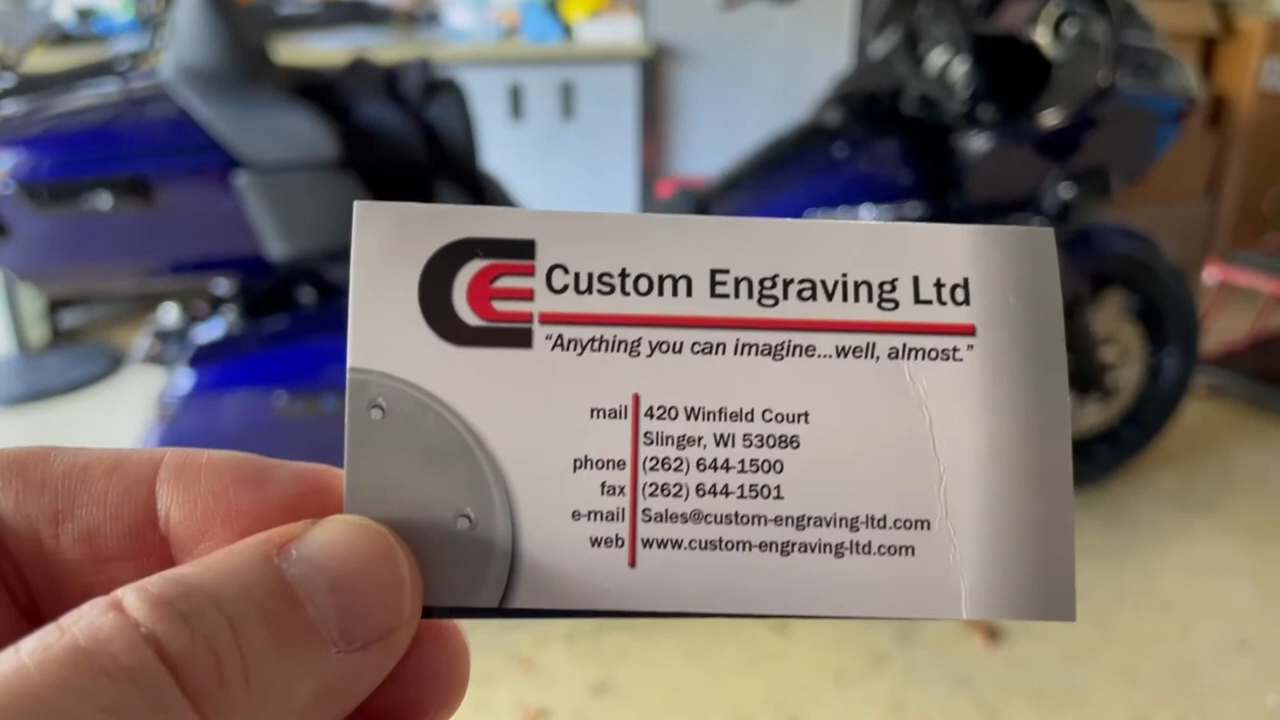 CE Custom Engraving Ltd
“Anything you can imagine...well, almost.”
mail 420 Winfield Court
Slinger, WI 53086
phone (262) 644-1500
fax (262) 644-1501
e-mail Sales@custom-engraving-ltd.com
web www.custom-engraving-ltd.com